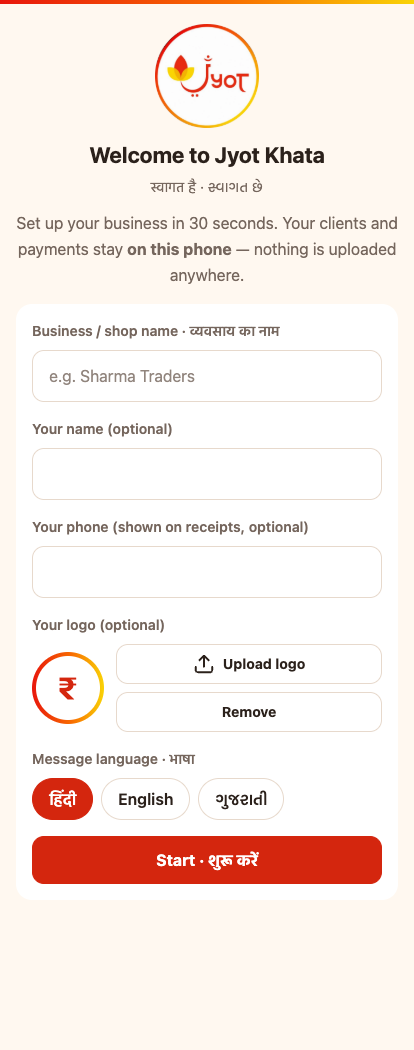 Jyot
Welcome to Jyot Khata
स्वागत है · સ્વાગત છે
Set up your business in 30 seconds. Your clients and
payments stay on this phone — nothing is uploaded
anywhere.
Business / shop name · व्यवसाय का नाम
e.g. Sharma Traders
Your name (optional)
Your phone (shown on receipts, optional)
Your logo (optional)
₹
Upload logo
Remove
Message language · भाषा
हिंदी English ગુજરાતી
Start · शुरू करें